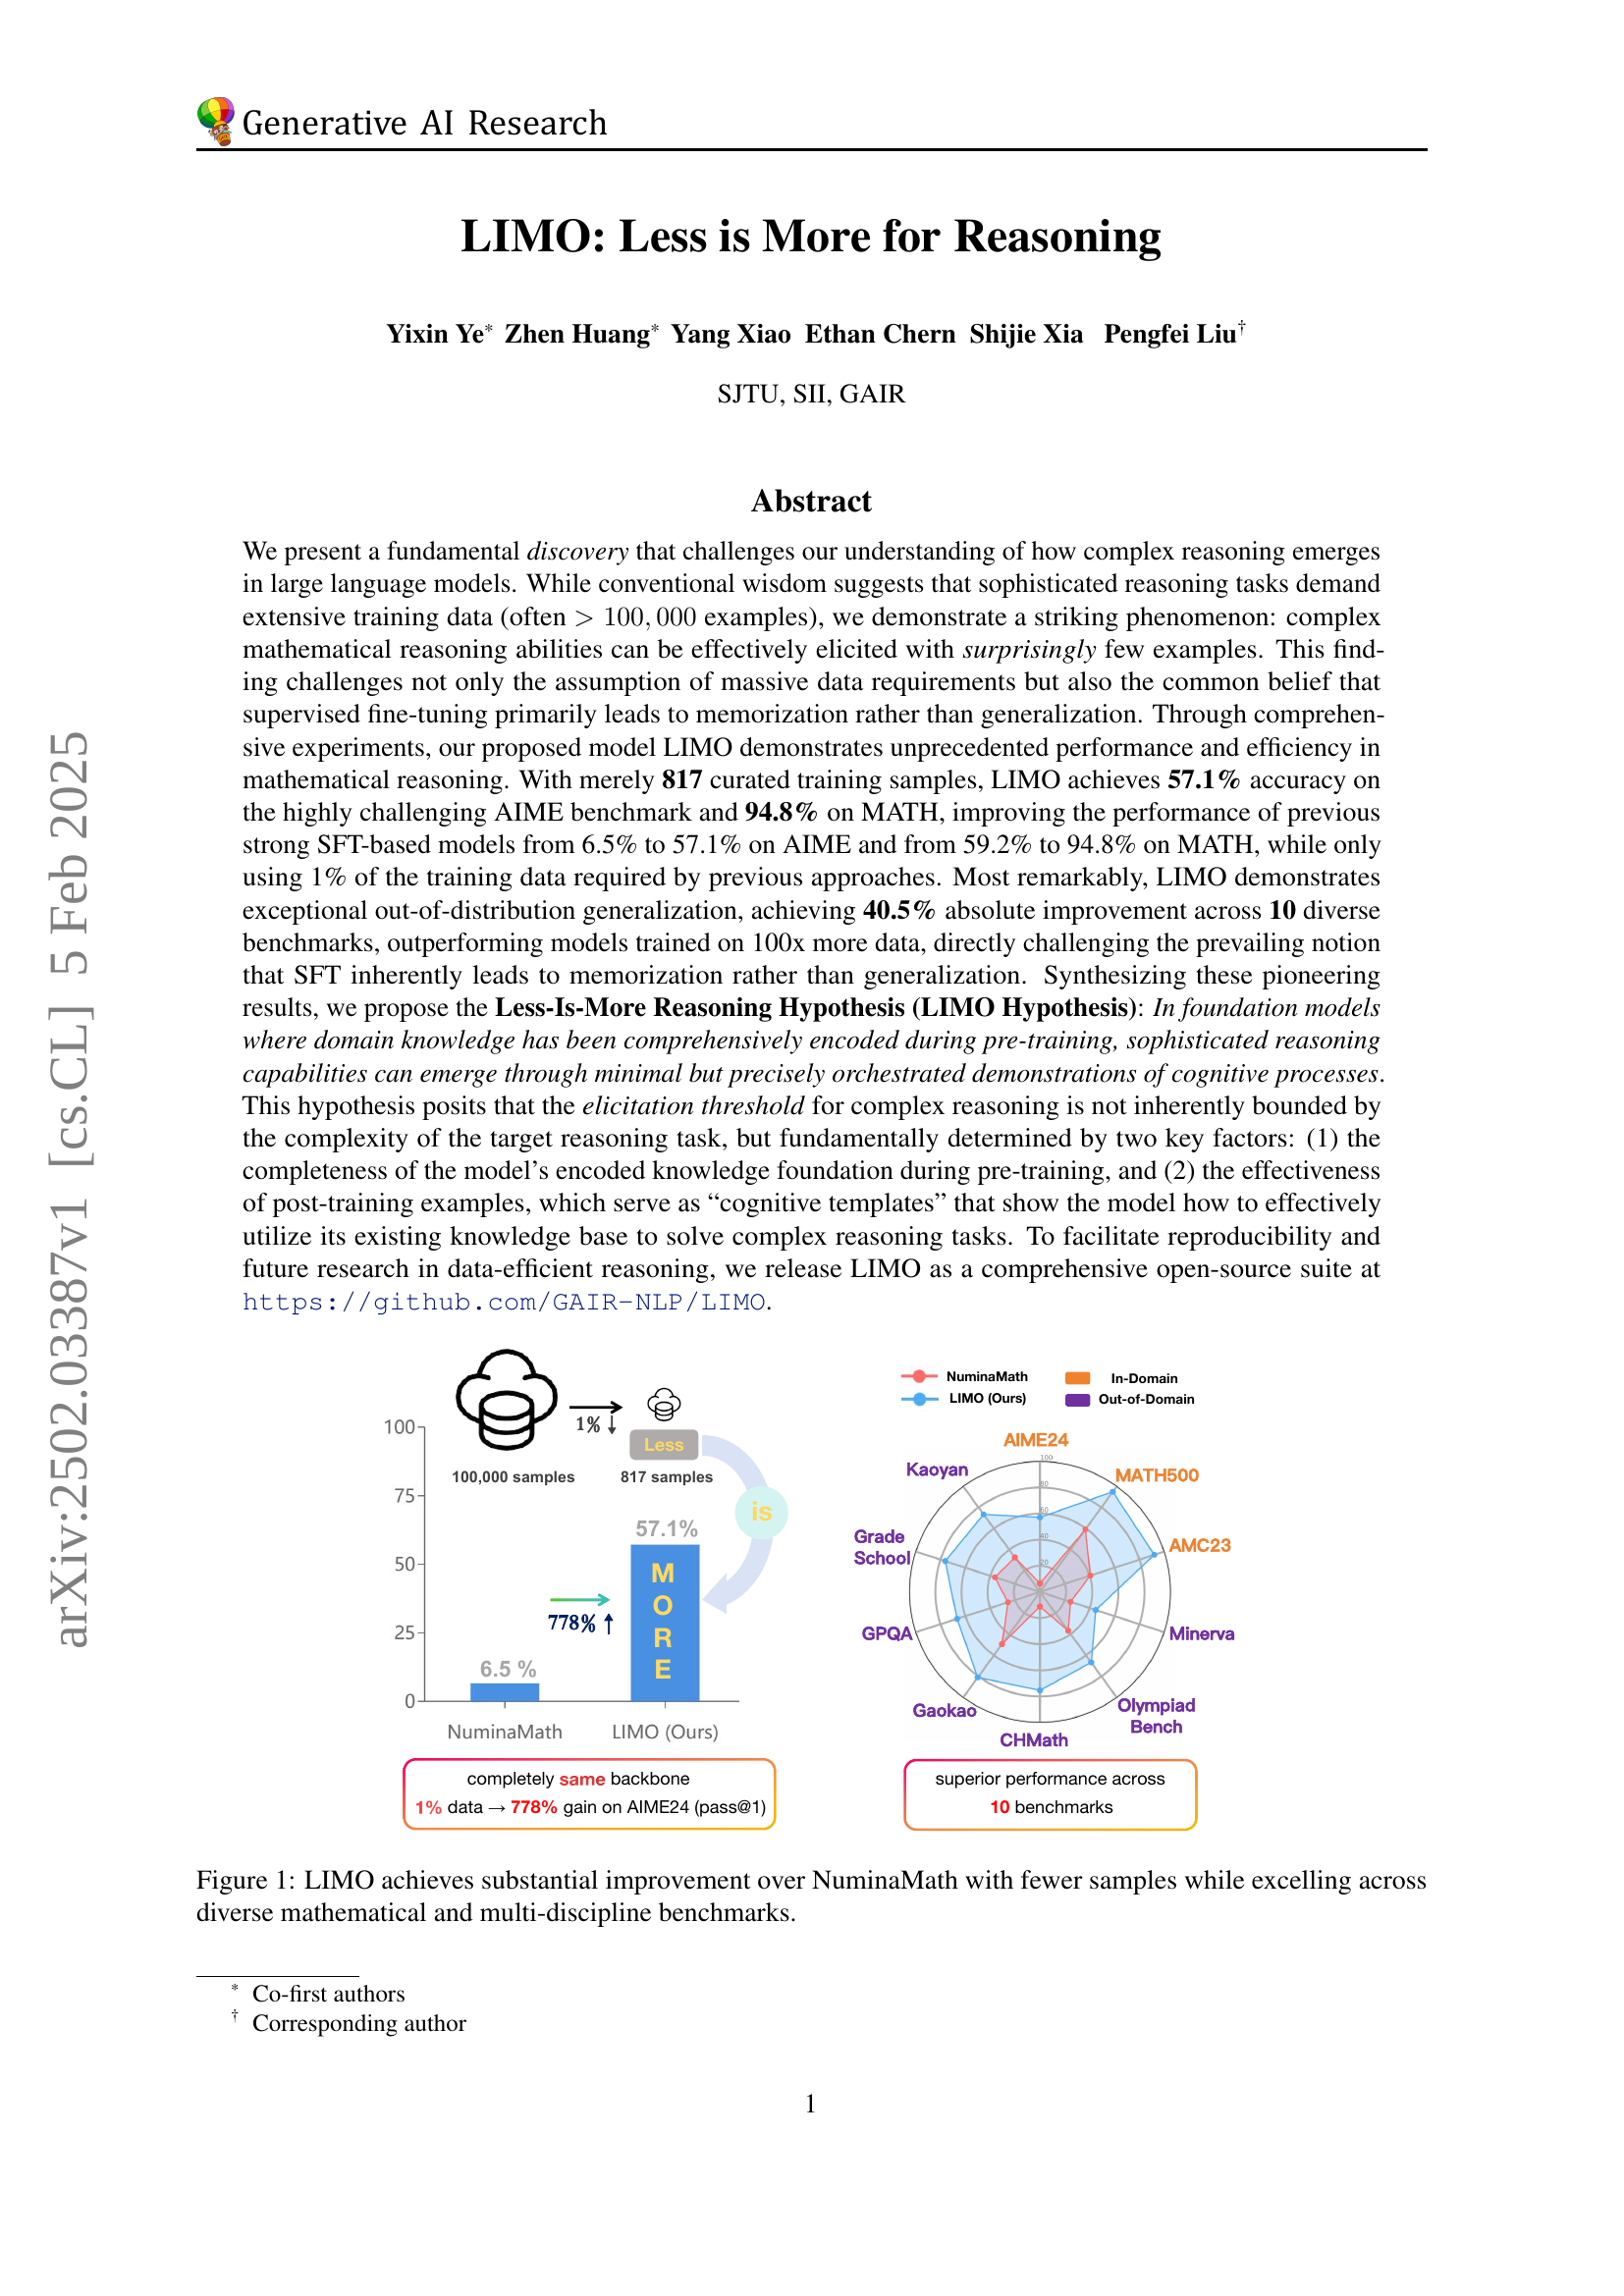 Generative AI Research
LIMO: Less is More for Reasoning
Yixin Ye* Zhen Huang* Yang Xiao Ethan Chern Shijie Xia Pengfei Liu†
SJTU, SII, GAIR
Abstract
We present a fundamental discovery that challenges our understanding of how complex reasoning emerges
in large language models. While conventional wisdom suggests that sophisticated reasoning tasks demand
extensive training data (often > 100, 000 examples), we demonstrate a striking phenomenon: complex
mathematical reasoning abilities can be effectively elicited with surprisingly few examples. This find-
ing challenges not only the assumption of massive data requirements but also the common belief that
supervised fine-tuning primarily leads to memorization rather than generalization. Through comprehen-
sive experiments, our proposed model LIMO demonstrates unprecedented performance and efficiency in
mathematical reasoning. With merely 817 curated training samples, LIMO achieves 57.1% accuracy on
the highly challenging AIME benchmark and 94.8% on MATH, improving the performance of previous
strong SFT-based models from 6.5% to 57.1% on AIME and from 59.2% to 94.8% on MATH, while only
using 1% of the training data required by previous approaches. Most remarkably, LIMO demonstrates
exceptional out-of-distribution generalization, achieving 40.5% absolute improvement across 10 diverse
benchmarks, outperforming models trained on 100x more data, directly challenging the prevailing notion
that SFT inherently leads to memorization rather than generalization. Synthesizing these pioneering
results, we propose the Less-Is-More Reasoning Hypothesis (LIMO Hypothesis): In foundation models
where domain knowledge has been comprehensively encoded during pre-training, sophisticated reasoning
capabilities can emerge through minimal but precisely orchestrated demonstrations of cognitive processes.
This hypothesis posits that the elicitation threshold for complex reasoning is not inherently bounded by
the complexity of the target reasoning task, but fundamentally determined by two key factors: (1) the
completeness of the model's encoded knowledge foundation during pre-training, and (2) the effectiveness
of post-training examples, which serve as “cognitive templates” that show the model how to effectively
utilize its existing knowledge base to solve complex reasoning tasks. To facilitate reproducibility and
future research in data-efficient reasoning, we release LIMO as a comprehensive open-source suite at
https://github.com/GAIR-NLP/LIMO.
1% ↓
Less
100,000 samples
817 samples
is
100
75
50
25
0
57.1%
MORE
778% ↑
6.5 %
NuminaMath
LIMO (Ours)
completely same backbone
1% data → 778% gain on AIME24 (pass@1)
NuminaMath
In-Domain
LIMO (Ours)
Out-of-Domain
AIME24
100
80
60
40
20
MATH500
AMC23
Minerva
Olympiad
Bench
CHMath
Gaokao
GPQA
Grade
School
Kaoyan
superior performance across
10 benchmarks
Figure 1: LIMO achieves substantial improvement over NuminaMath with fewer samples while excelling across
diverse mathematical and multi-discipline benchmarks.
* Co-first authors
† Corresponding author
1
arXiv:2502.03387v1 [cs.CL] 5 Feb 2025